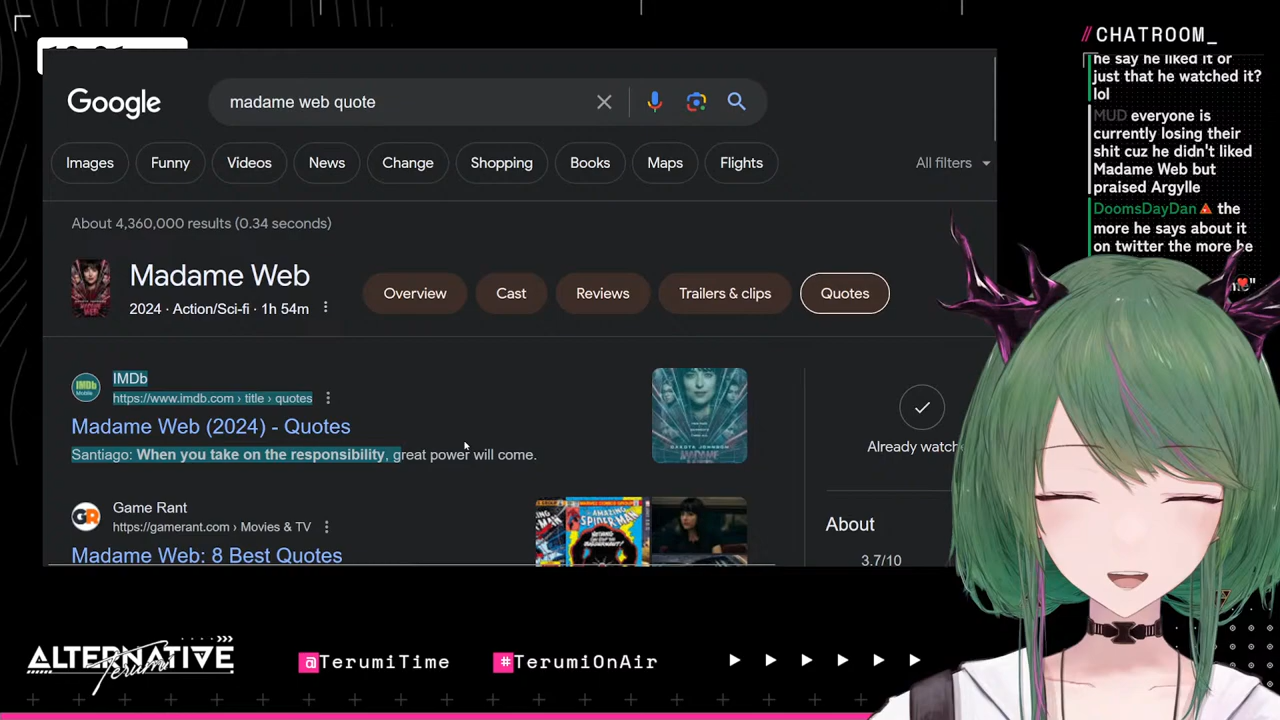 Google
madame web quote
Images
Funny
Videos
News
Change
Shopping
Books
Maps
Flights
All filters
About 4,360,000 results (0.34 seconds)
Madame Web
2024 · Action/Sci-fi · 1h 54m
Overview
Cast
Reviews
Trailers & clips
Quotes
IMDb
https://www.imdb.com › title › quotes
Madame Web (2024) - Quotes
Santiago: When you take on the responsibility, great power will come.
Already watche
Game Rant
https://gamerant.com › Movies & TV
Madame Web: 8 Best Quotes
About
3.7/10
// CHATROOM_
he say he liked it or
just that he watched it?
lol
MUD everyone is
currently losing their
shit cuz he didn't liked
Madame Web but
praised Argylle
DoomsDayDan the
more he says about it
on twitter the more he
ALTERNATIVE
Terumi
@TerumiTime
#TerumiOnAir